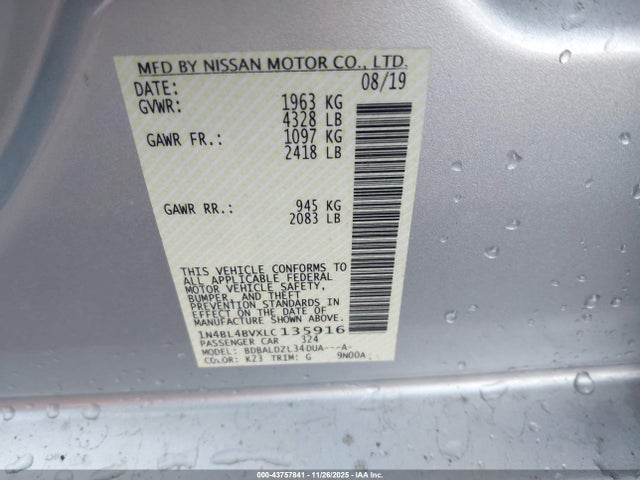 MFD BY NISSAN MOTOR CO., LTD.
DATE: 08/19
GVWR: 1963 KG
4328 LB
GAWR FR.: 1097 KG
2418 LB
GAWR RR.: 945 KG
2083 LB
THIS VEHICLE CONFORMS TO
ALL APPLICABLE FEDERAL
MOTOR VEHICLE SAFETY,
BUMPER, AND THEFT
PREVENTION STANDARDS IN
EFFECT ON THE DATE OF
MANUFACTURE SHOWN ABOVE.
1N4BL4BVXLC135916
PASSENGER CAR 324
MODEL: BDBALDZL34DUA---A-
COLOR: K23 TRIM: G 9N00A
000-43757841 - 11/26/2025 - IAAI.COM